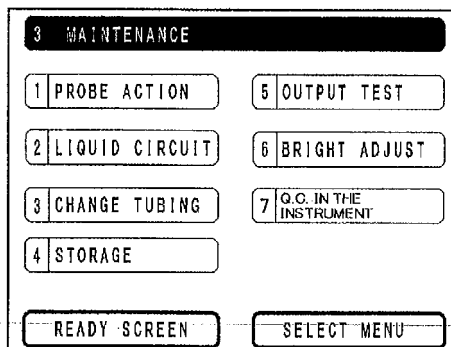 3 MAINTENANCE
1 PROBE ACTION
2 LIQUID CIRCUIT
3 CHANGE TUBING
4 STORAGE
5 OUTPUT TEST
6 BRIGHT ADJUST
7 Q.C. IN THE
INSTRUMENT
READY SCREEN
SELECT MENU